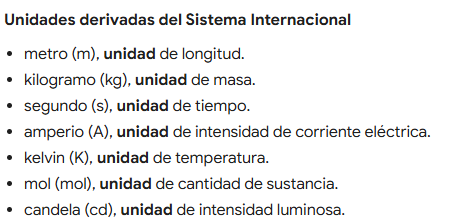 Unidades derivadas del Sistema Internacional
• metro (m), unidad de longitud.
• kilogramo (kg), unidad de masa.
• segundo (s), unidad de tiempo.
• amperio (A), unidad de intensidad de corriente eléctrica.
• kelvin (K), unidad de temperatura.
• mol (mol), unidad de cantidad de sustancia.
• candela (cd), unidad de intensidad luminosa.